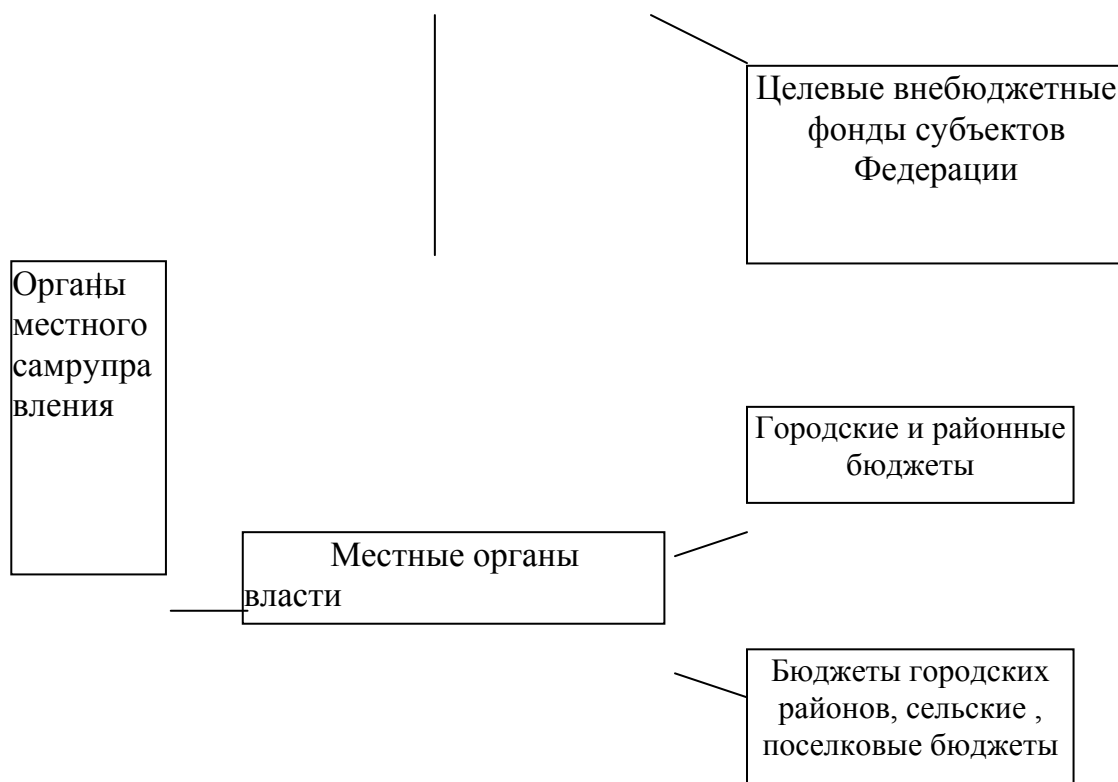 Целевые внебюджетные
фонды субъектов
Федерации
Органы
местного
самрупра
вления
Городские и районные
бюджеты
Местные органы
власти
Бюджеты городских
районов, сельские ,
поселковые бюджеты